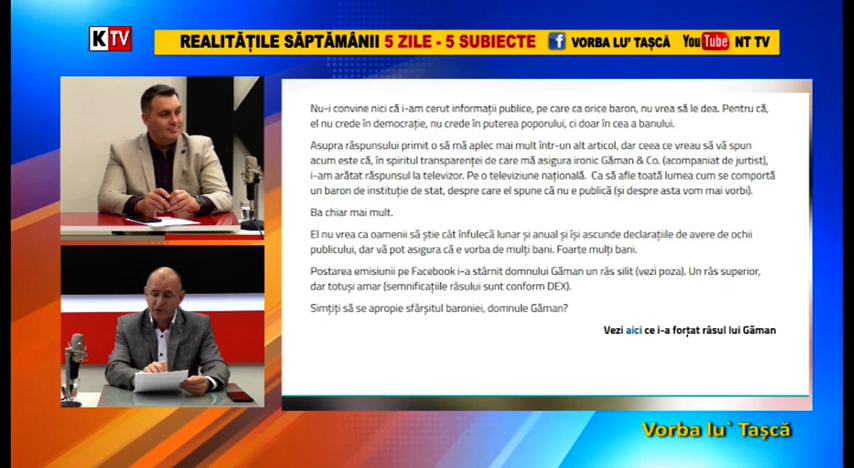 K TV
REALITĂȚILE SĂPTĂMÂNII 5 ZILE - 5 SUBIECTE f VORBA LU' TAȘCĂ You Tube NT TV
Nu-i convine nici că i-am cerut informații publice, pe care ca orice baron, nu vrea să le dea. Pentru că,
el nu crede în democrație, nu crede în puterea poporului, ci doar în cea a banului.
Asupra răspunsului primit o să mă aplec mai mult într-un alt articol, dar ceea ce vreau să vă spun
acum este că, în spiritul transparenței de care mă asigura ironic Găman & Co. (acompaniat de jurtist),
i-am arătat răspunsul la televizor. Pe o televiziune națională. Ca să afle toată lumea cum se comportă
un baron de instituție de stat, despre care el spune că nu e publică (și despre asta vom mai vorbi).
Ba chiar mai mult.
El nu vrea ca oamenii să știe cât înfulecă lunar și anual și își ascunde declarațiile de avere de ochii
publicului, dar vă pot asigura că e vorba de mulți bani. Foarte mulți bani.
Postarea emisiunii pe Facebook i-a stârnit domnului Găman un râs silit (vezi poza). Un râs superior,
dar totuși amar (semnificațiile râsului sunt conform DEX).
Simțiți să se apropie sfârșitul baroniei, domnule Găman?
Vezi aici ce i-a forțat râsul lui Găman
Vorba lu` Tașcă